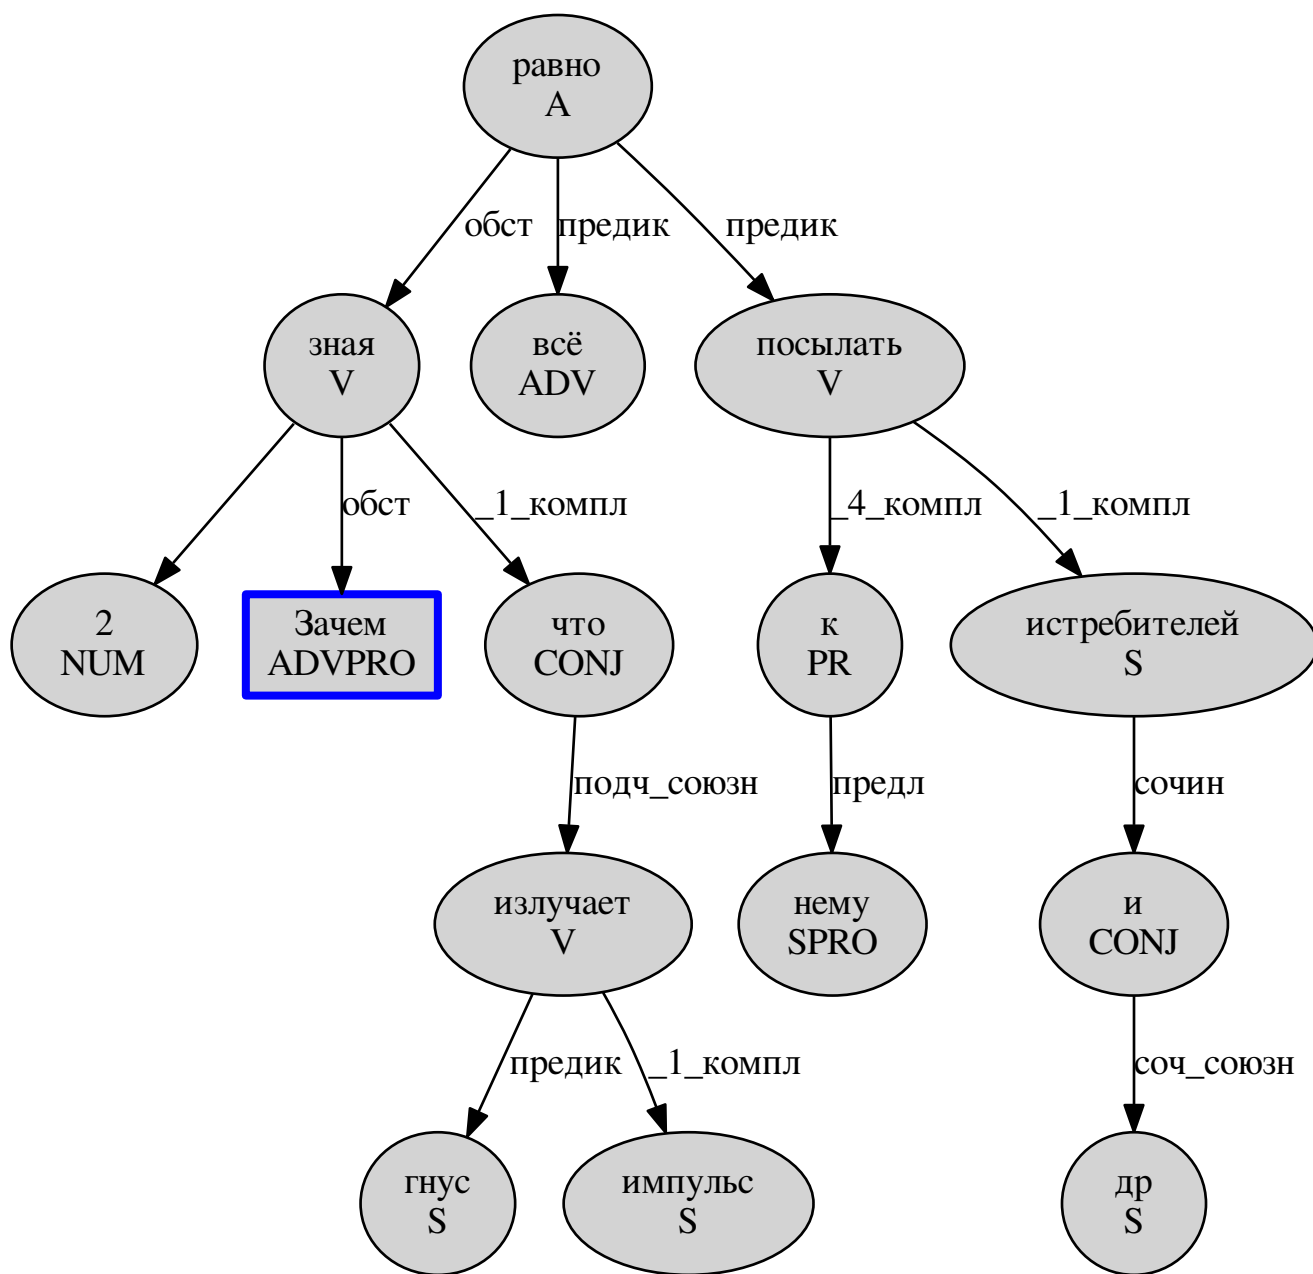 равно
A
обст
предик
предик
зная
V
всё
ADV
посылать
V
обст
_1_компл
_4_компл
_1_компл
2
NUM
Зачем
ADVPRO
что
CONJ
к
PR
истребителей
S
подч_союзн
предл
сочин
излучает
V
нему
SPRO
и
CONJ
предик
_1_компл
соч_союзн
гнус
S
импульс
S
др
S